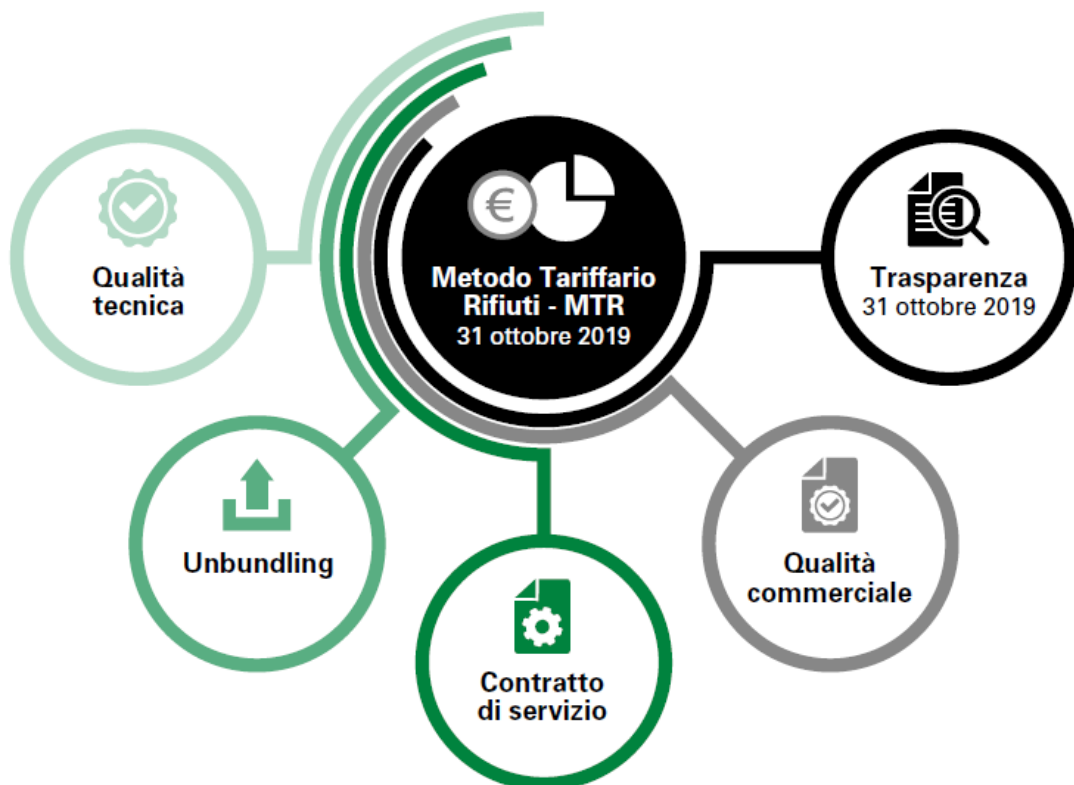 €
Metodo Tariffario
Rifiuti - MTR
31 ottobre 2019
Qualità
tecnica
Trasparenza
31 ottobre 2019
Unbundling
Qualità
commerciale
Contratto
di servizio